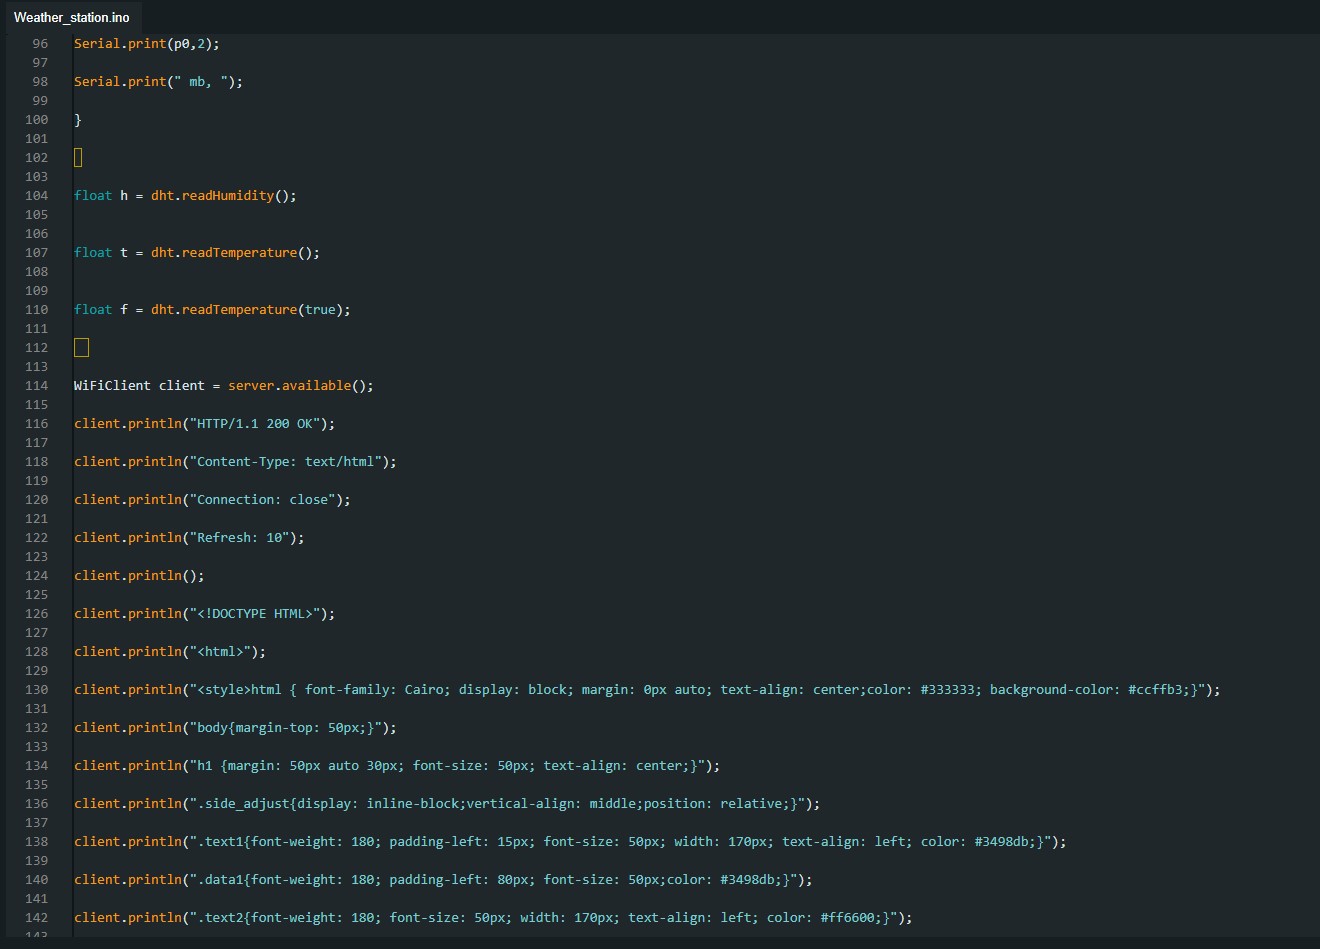 Weather_station.ino
96 Serial.print(p0,2);
97
98 Serial.print(" mb, ");
99
100 }
101
102
103
104 float h = dht.readHumidity();
105
106
107 float t = dht.readTemperature();
108
109
110 float f = dht.readTemperature(true);
111
112
113
114 WiFiClient client = server.available();
115
116 client.println("HTTP/1.1 200 OK");
117
118 client.println("Content-Type: text/html");
119
120 client.println("Connection: close");
121
122 client.println("Refresh: 10");
123
124 client.println();
125
126 client.println("<!DOCTYPE HTML>");
127
128 client.println("<html>");
129
130 client.println("<style>html { font-family: Cairo; display: block; margin: 0px auto; text-align: center;color: #333333; background-color: #ccffb3;}");
131
132 client.println("body{margin-top: 50px;}");
133
134 client.println("h1 {margin: 50px auto 30px; font-size: 50px; text-align: center;}");
135
136 client.println(".side_adjust{display: inline-block;vertical-align: middle;position: relative;}");
137
138 client.println(".text1{font-weight: 180; padding-left: 15px; font-size: 50px; width: 170px; text-align: left; color: #3498db;}");
139
140 client.println(".data1{font-weight: 180; padding-left: 80px; font-size: 50px;color: #3498db;}");
141
142 client.println(".text2{font-weight: 180; font-size: 50px; width: 170px; text-align: left; color: #ff6600;}");
143